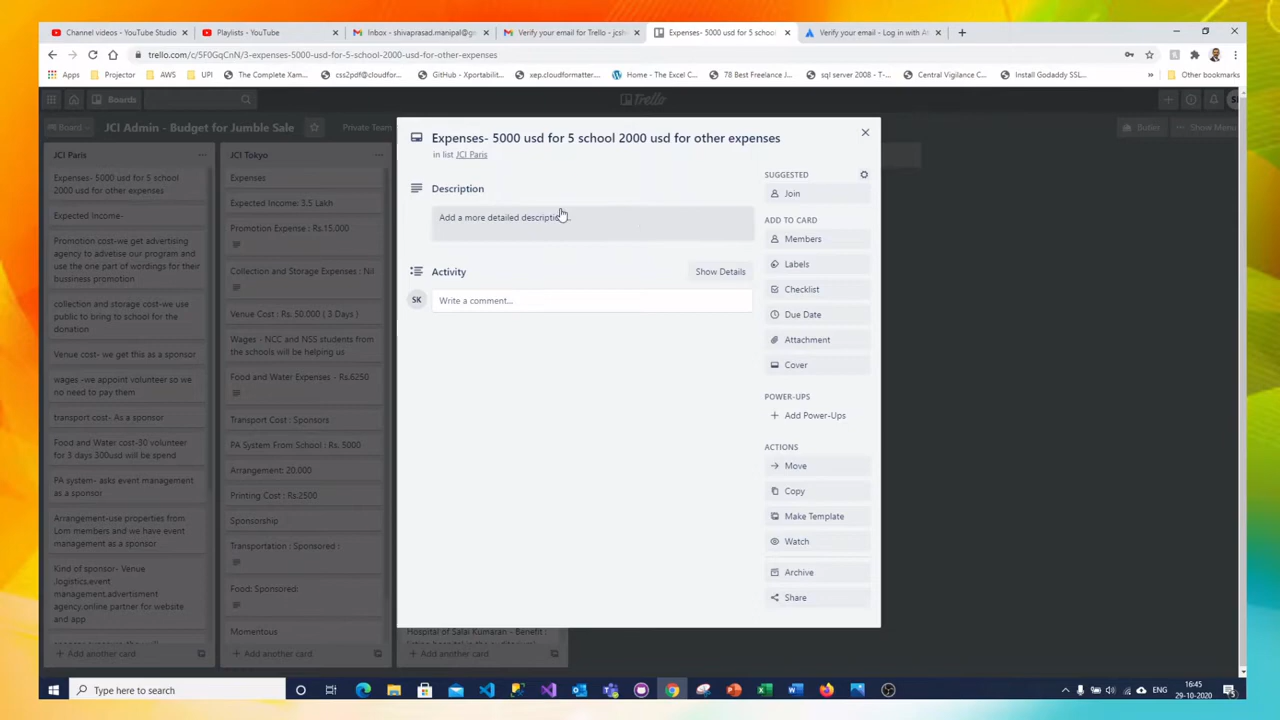 Channel videos - YouTube Studio
Playlists - YouTube
Inbox - shivaprasad.manipal@g
Verify your email for Trello - jcsh
Expenses- 5000 usd for 5 school
Verify your email - Log in with At
trello.com/c/5F0GqCnN/3-expenses-5000-usd-for-5-school-2000-usd-for-other-expenses
Apps
Projector
AWS
UPI
The Complete Xam...
css2pdf@cloudfor...
GitHub - Xportabilit...
xep.cloudformatter...
Home - The Excel C...
78 Best Freelance J...
sql server 2008 - T-...
Central Vigilance C...
Install Godaddy SSL...
Other bookmarks
Boards
Trello
Board
JCI Admin - Budget for Jumble Sale
Private Team
Butler
Show Menu
JCI Paris
Expenses- 5000 usd for 5 school
2000 usd for other expenses
Expected Income-
Promotion cost-we get advertising
agency to advetise our program and
use the one part of wordings for their
bussiness promotion
collection and storage cost-we use
public to bring to school for the
donation
Venue cost- we get this as a sponsor
wages -we appoint volunteer so we
no need to pay them
transport cost- As a sponsor
Food and Water cost-30 volunteer
for 3 days 300usd will be spend
PA system- asks event management
as a sponsor
Arrangement-use properties from
Lom members and we have event
management as a sponsor
Kind of sponsor- Venue
,logistics,event
management,advertisment
agency,online partner for website
and app
+ Add another card
JCI Tokyo
Expenses
Expected Income: 3.5 Lakh
Promotion Expense : Rs.15,000
Collection and Storage Expenses : Nil
Venue Cost : Rs. 50.000 ( 3 Days )
Wages - NCC and NSS students from
the schools will be helping us
Food and Water Expenses - Rs.6250
Transport Cost : Sponsors
PA System From School : Rs. 5000
Arrangement: 20,000
Printing Cost : Rs.2500
Sponsorship
Transportation : Sponsored :
Food: Sponsored:
Momentous
+ Add another card
Expenses- 5000 usd for 5 school 2000 usd for other expenses
in list JCI Paris
Description
Add a more detailed description...
Activity
Show Details
SK
Write a comment...
SUGGESTED
Join
ADD TO CARD
Members
Labels
Checklist
Due Date
Attachment
Cover
POWER-UPS
+ Add Power-Ups
ACTIONS
Move
Copy
Make Template
Watch
Archive
Share
Hospital of Salai Kumaran - Benefit :
+ Add another card
Type here to search
ENG
16:45
29-10-2020